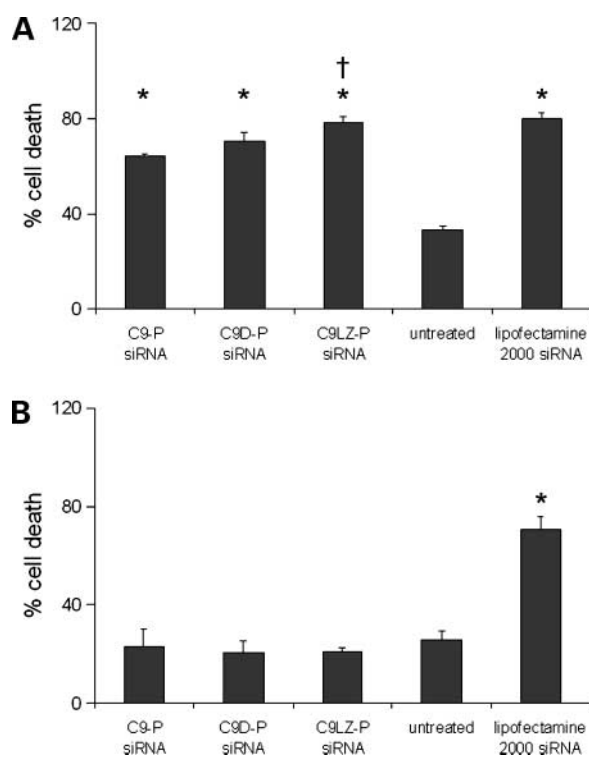 A
120
80
40
0
% cell death
* * † * *
C9-P siRNA
C9D-P siRNA
C9LZ-P siRNA
untreated
lipofectamine 2000 siRNA
B
120
80
40
0
% cell death
*
C9-P siRNA
C9D-P siRNA
C9LZ-P siRNA
untreated
lipofectamine 2000 siRNA